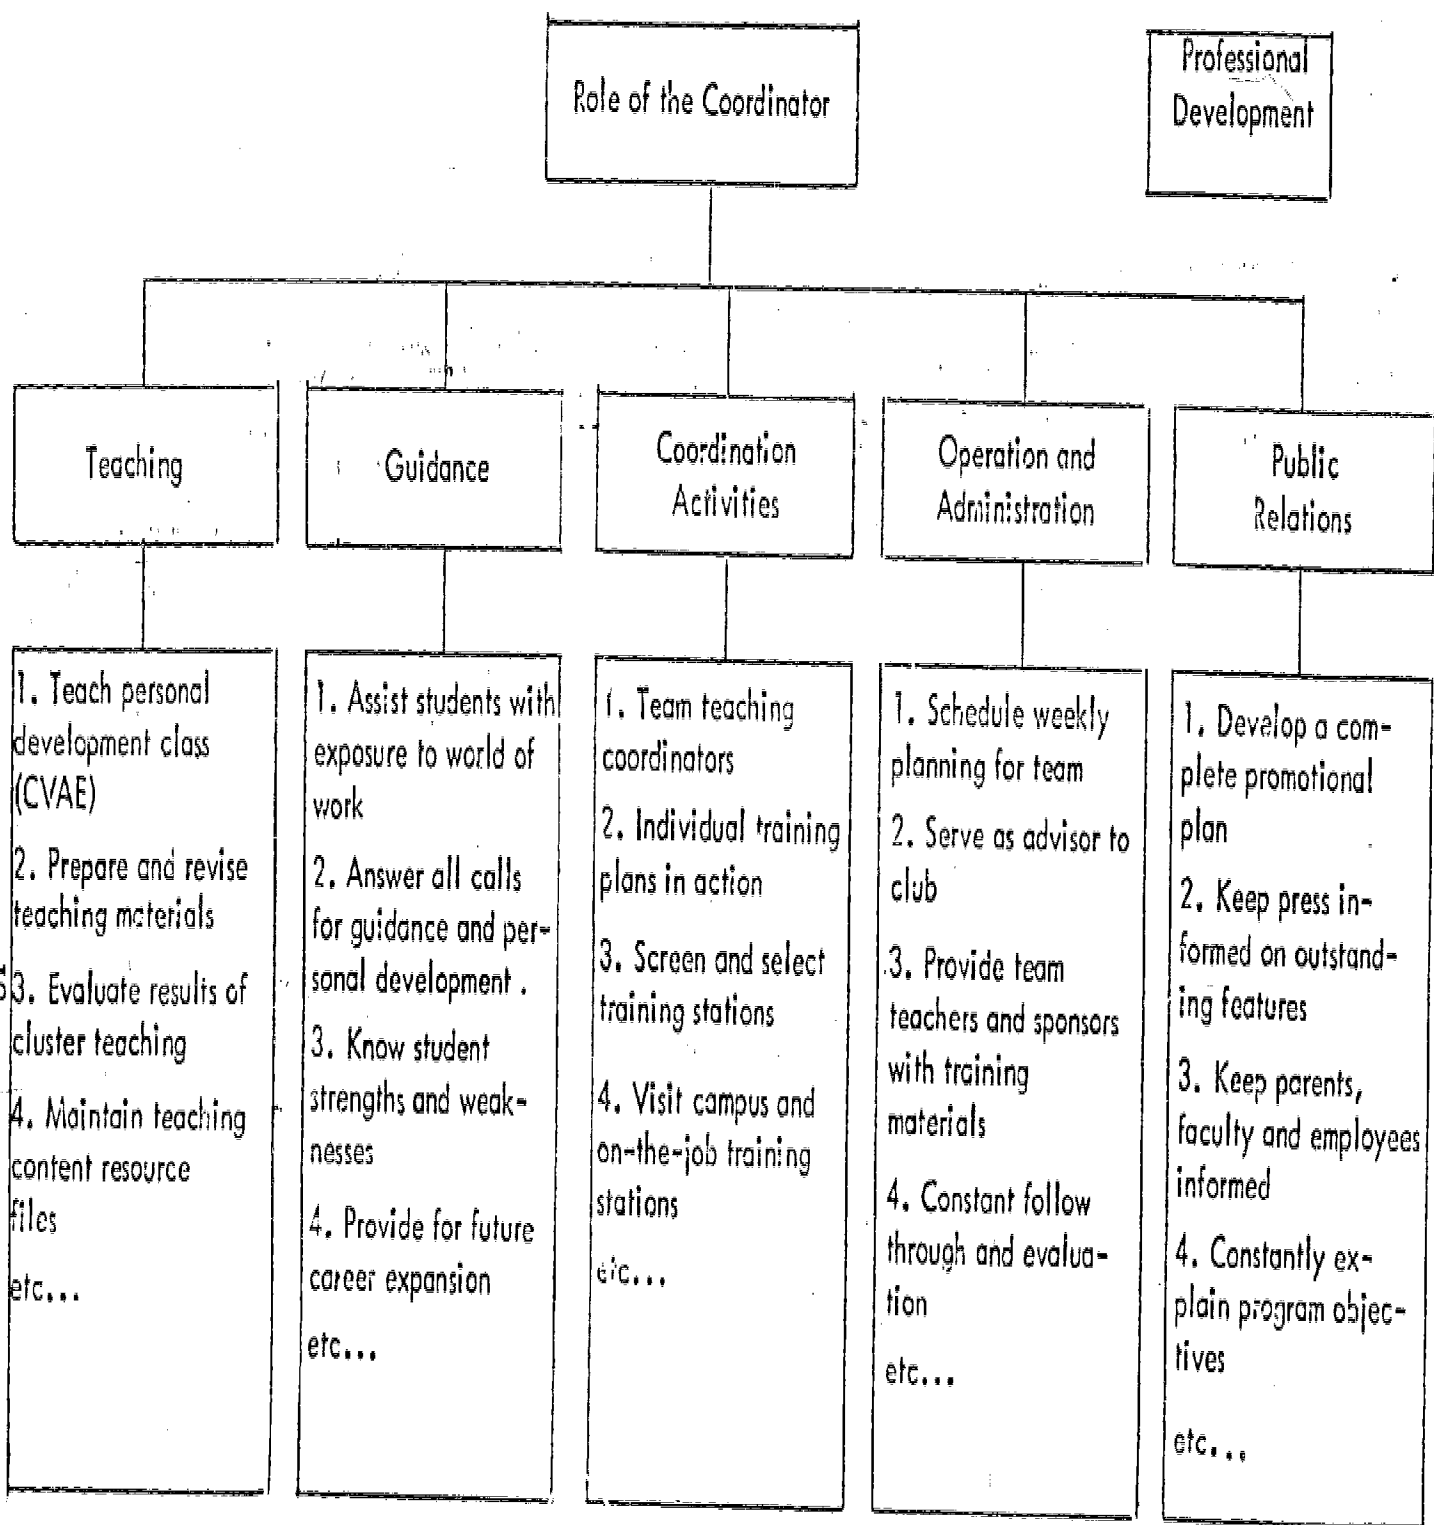 Role of the Coordinator
Professional
Development
Teaching
Guidance
Coordination
Activities
Operation and
Administration
Public
Relations
1. Teach personal
development class
(CVAE)
2. Prepare and revise
teaching materials
3. Evaluate results of
cluster teaching
4. Maintain teaching
content resource
files
etc...
1. Assist students with
exposure to world of
work
2. Answer all calls
for guidance and per-
sonal development .
3. Know student
strengths and weak-
nesses
4. Provide for future
career expansion
etc...
1. Team teaching
coordinators
2. Individual training
plans in action
3. Screen and select
training stations
4. Visit campus and
on-the-job training
stations
etc...
1. Schedule weekly
planning for team
2. Serve as advisor to
club
3. Provide team
teachers and sponsors
with training
materials
4. Constant follow
through and evalua-
tion
etc...
1. Develop a com-
plete promotional
plan
2. Keep press in-
formed on outstand-
ing features
3. Keep parents,
faculty and employees
informed
4. Constantly ex-
plain program objec-
tives
etc...